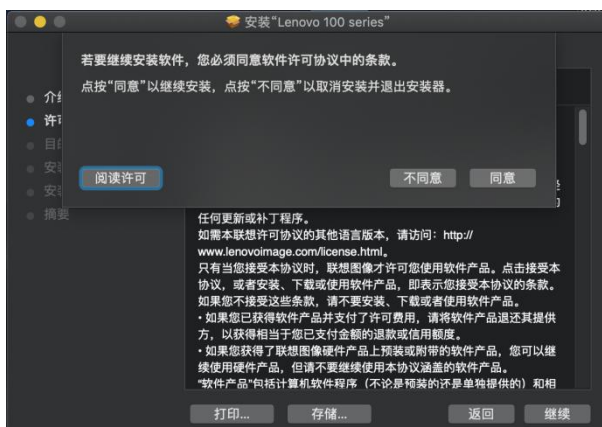 安装“Lenovo 100 series”
若要继续安装软件，您必须同意软件许可协议中的条款。
点按“同意”以继续安装，点按“不同意”以取消安装并退出安装器。
阅读许可
不同意
同意
摘要
任何更新或补丁程序。
如需本联想许可协议的其他语言版本，请访问：http://
www.lenovoimage.com/license.html。
只有当您接受本协议时，联想图像才许可您使用软件产品。点击接受本
协议，或者安装、下载或使用软件产品，即表示您接受本协议的条款。
如果您不接受这些条款，请不要安装、下载或者使用软件产品。
·如果您已获得软件产品并支付了许可费用，请将软件产品退还其提供
方，以获得相当于您已支付金额的退款或信用额度。
·如果您获得了联想图像硬件产品上预装或附带的软件产品，您可以继
续使用硬件产品，但请不要继续使用本协议涵盖的软件产品。
“软件产品”包括计算机软件程序（不论是预装的还是单独提供的）和相
打印...
存储...
返回
继续